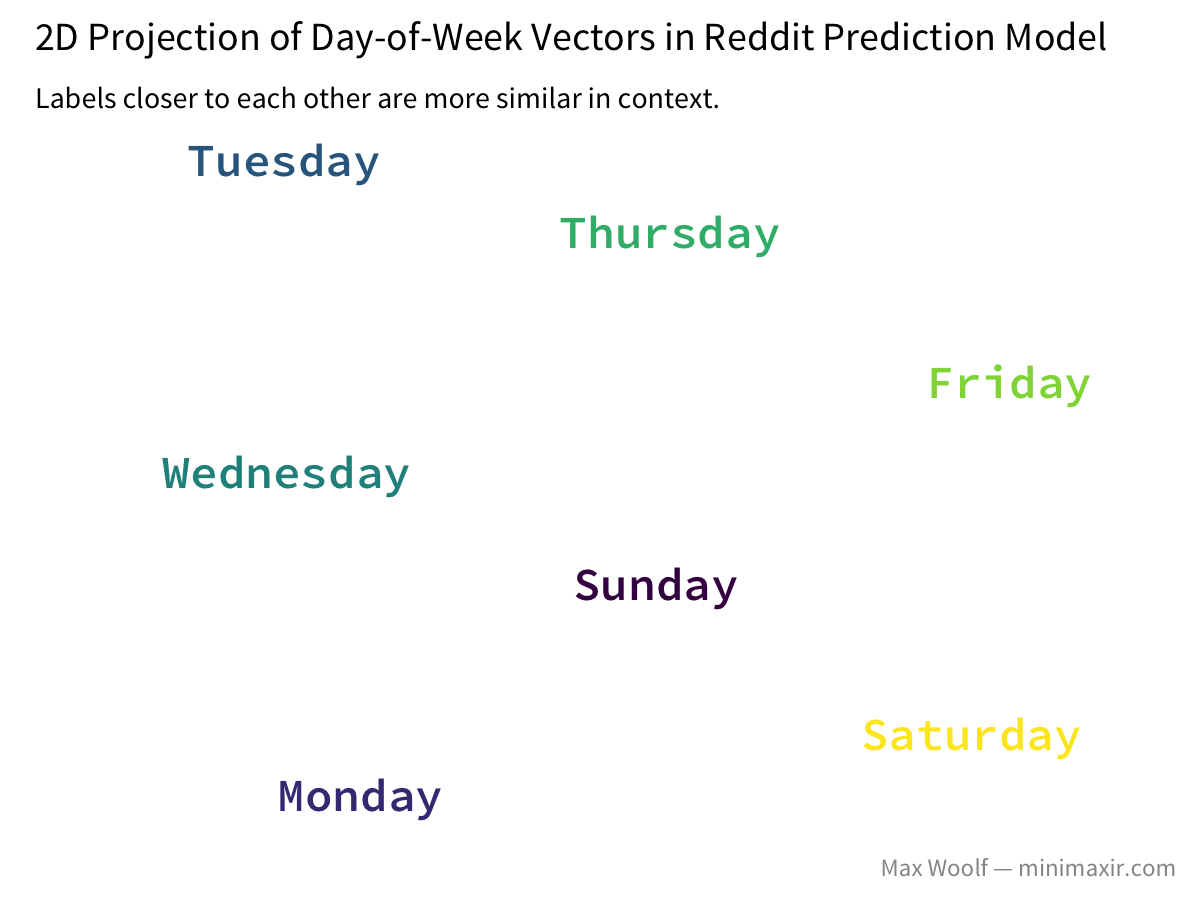 2D Projection of Day-of-Week Vectors in Reddit Prediction Model
Labels closer to each other are more similar in context.
Tuesday
Thursday
Friday
Wednesday
Sunday
Saturday
Monday
Max Woolf — minimaxir.com